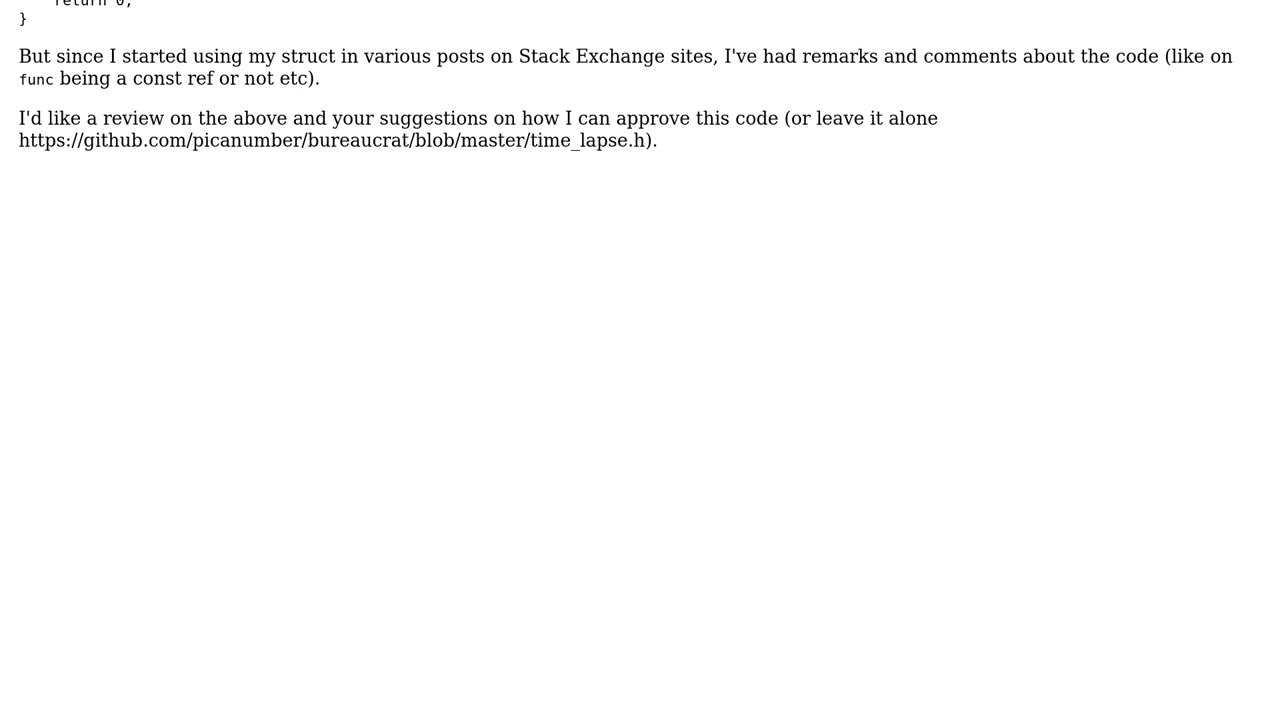 return 0;
}
But since I started using my struct in various posts on Stack Exchange sites, I've had remarks and comments about the code (like on
func being a const ref or not etc).
I'd like a review on the above and your suggestions on how I can approve this code (or leave it alone
https://github.com/picanumber/bureaucrat/blob/master/time_lapse.h).